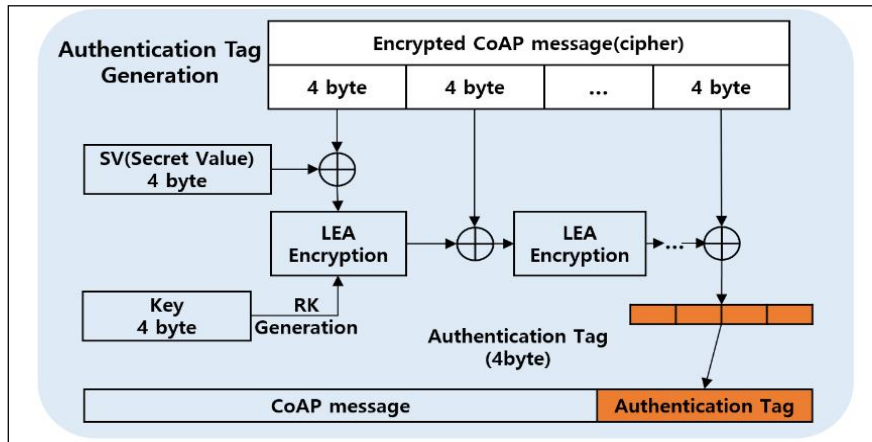 Authentication Tag
Generation
Encrypted CoAP message(cipher)
4 byte
4 byte
...
4 byte
SV(Secret Value)
4 byte
LEA
Encryption
LEA
Encryption
...
Key
4 byte
RK
Generation
Authentication Tag
(4byte)
CoAP message
Authentication Tag